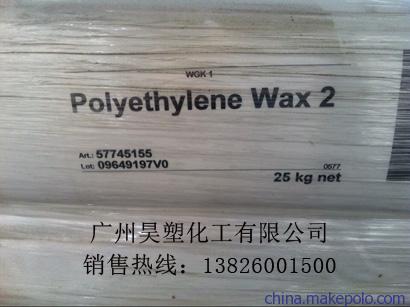 WGK 1
Polyethylene Wax 2
Art.: 57745155
Lot: 09649197V0
0677
25 kg net
广州昊塑化工有限公司
销售热线：13826001500
china.makepolo.com